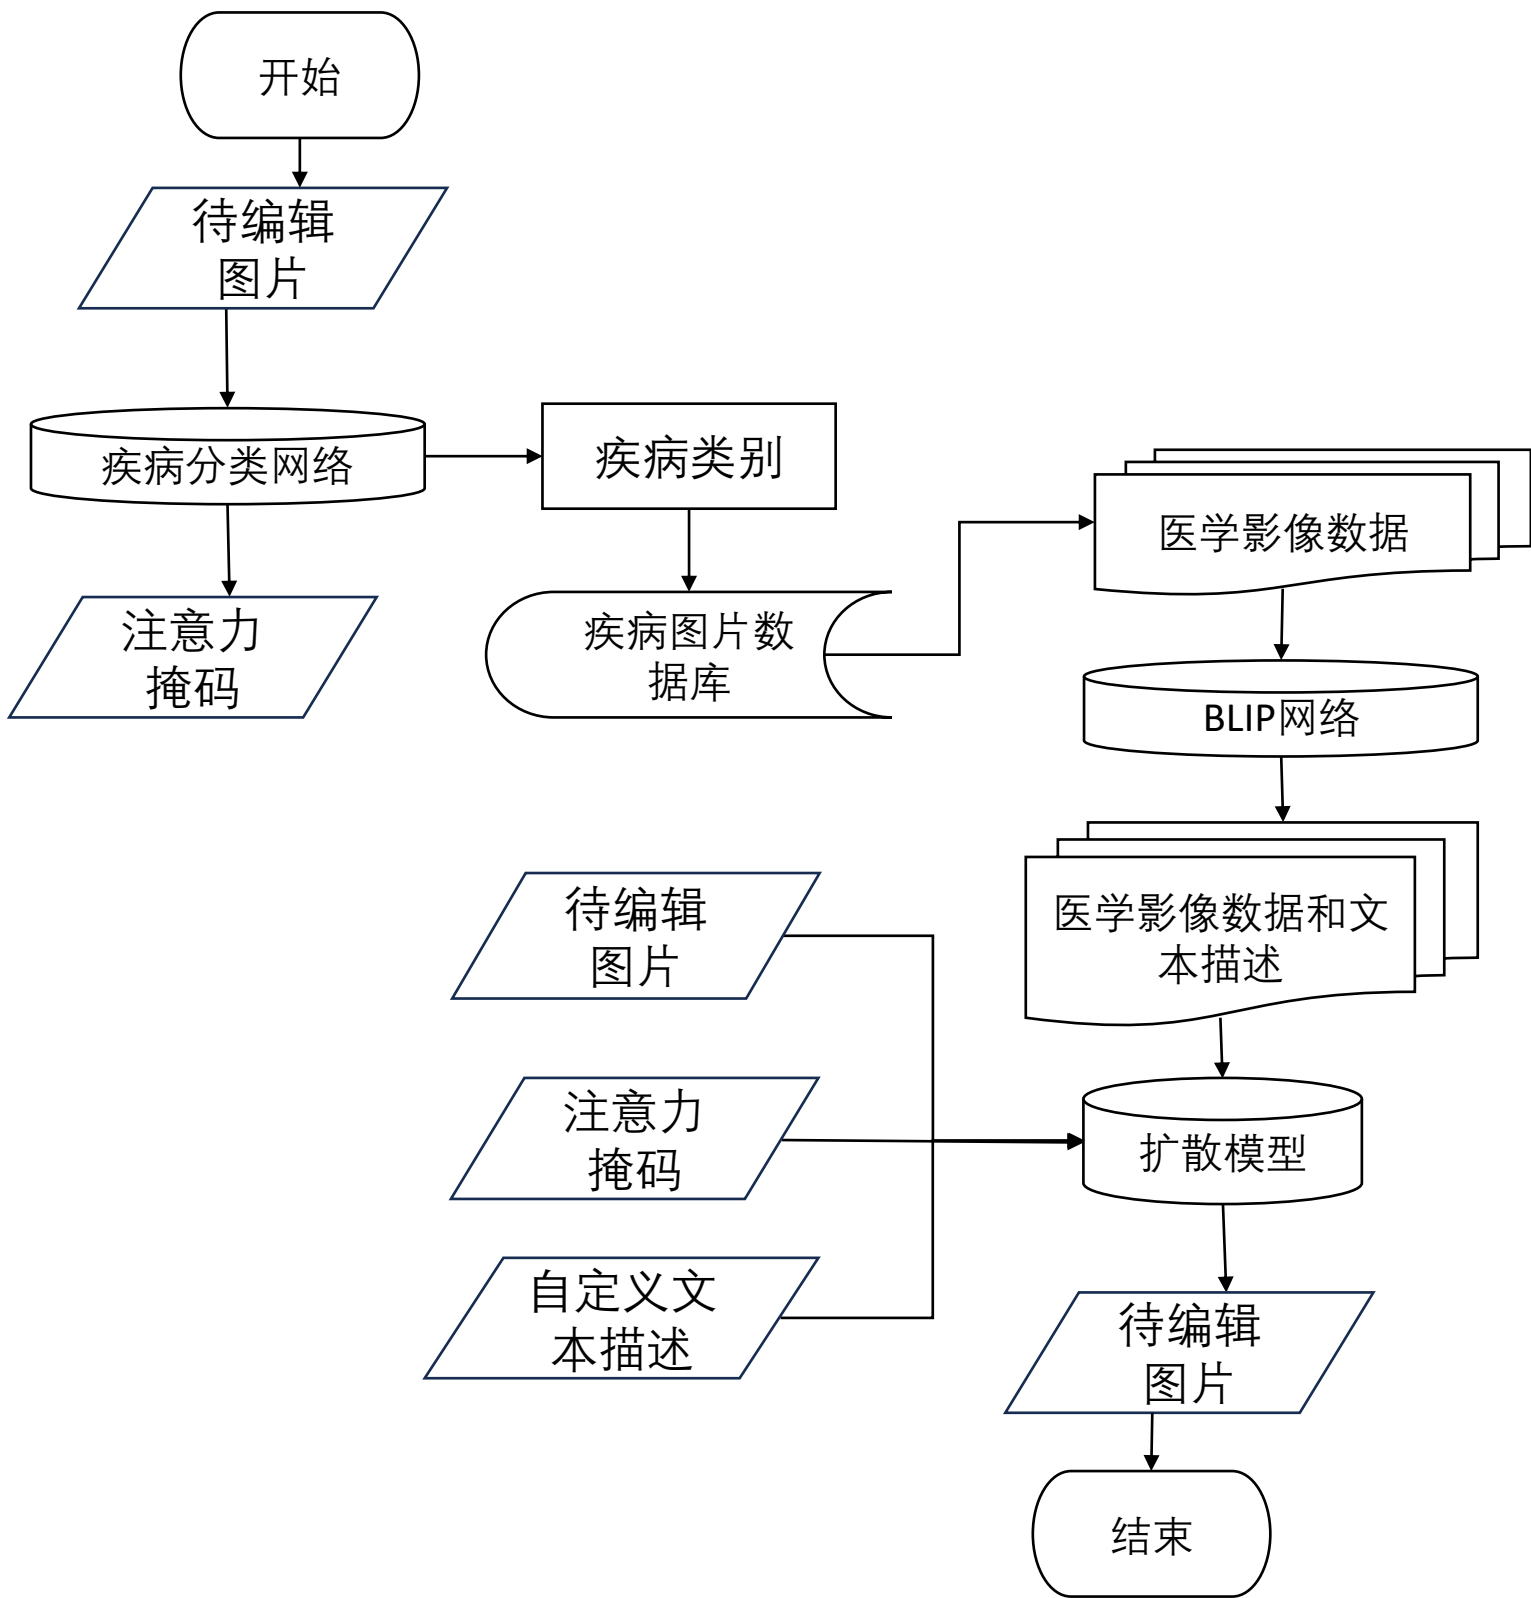 开始
待编辑
图片
疾病分类网络
疾病类别
注意力
掩码
疾病图片数
据库
医学影像数据
BLIP网络
医学影像数据和文
本描述
待编辑
图片
注意力
掩码
自定义文
本描述
扩散模型
待编辑
图片
结束